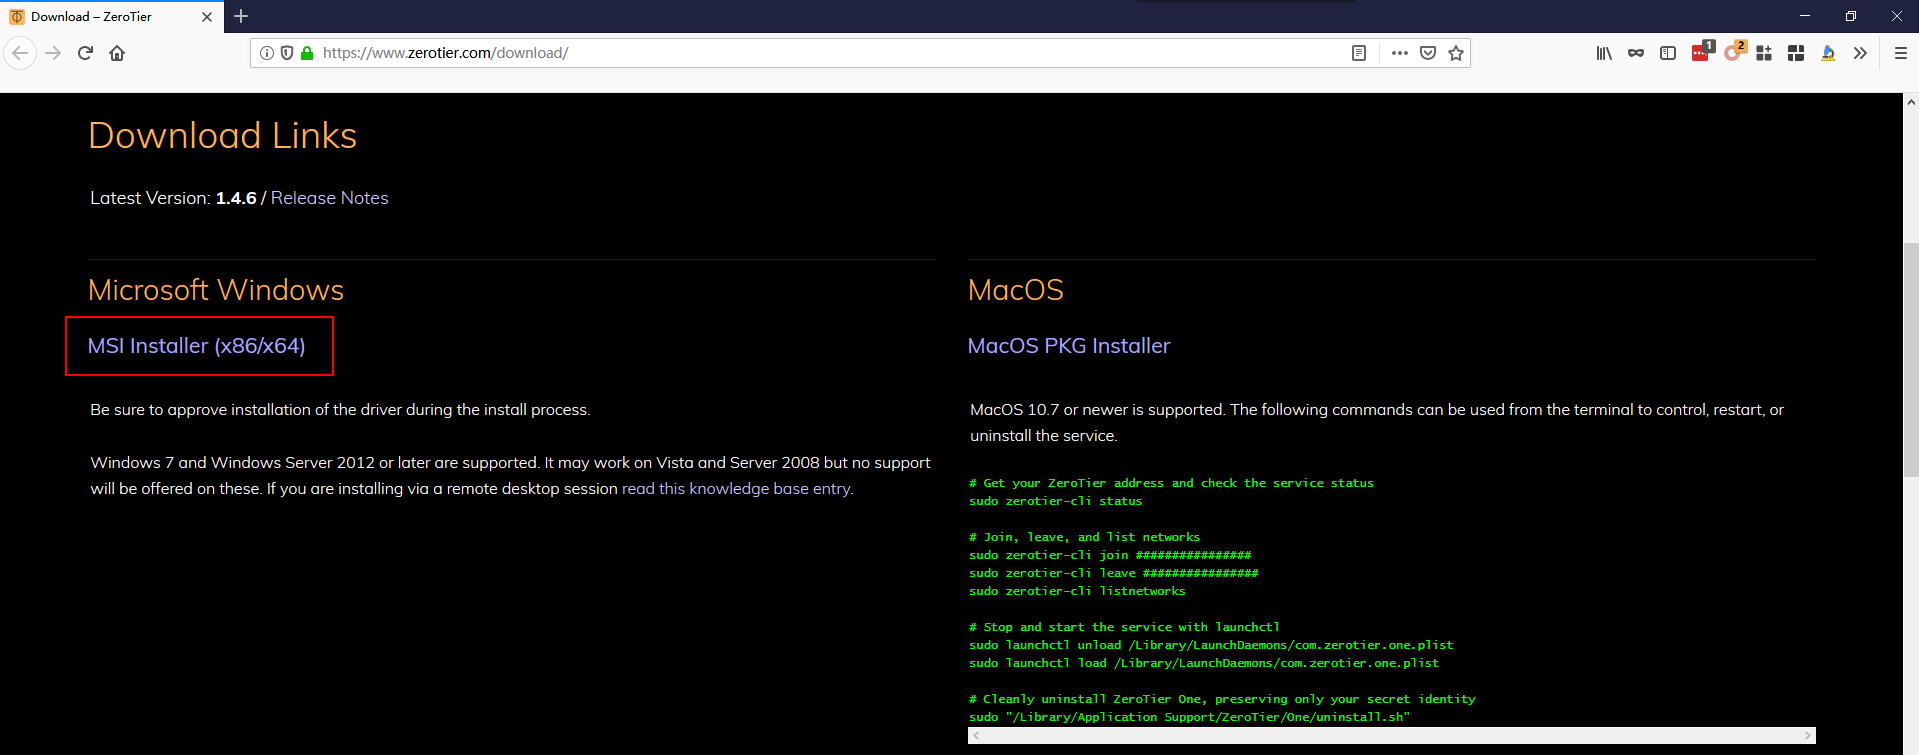 Download – ZeroTier
https://www.zerotier.com/download/
1
2
Download Links
Latest Version: 1.4.6 / Release Notes
Microsoft Windows
MSI Installer (x86/x64)
Be sure to approve installation of the driver during the install process.
Windows 7 and Windows Server 2012 or later are supported. It may work on Vista and Server 2008 but no support
will be offered on these. If you are installing via a remote desktop session read this knowledge base entry.
MacOS
MacOS PKG Installer
MacOS 10.7 or newer is supported. The following commands can be used from the terminal to control, restart, or
uninstall the service.
# Get your ZeroTier address and check the service status
sudo zerotier-cli status
# Join, leave, and list networks
sudo zerotier-cli join ################
sudo zerotier-cli leave ################
sudo zerotier-cli listnetworks
# Stop and start the service with launchctl
sudo launchctl unload /Library/LaunchDaemons/com.zerotier.one.plist
sudo launchctl load /Library/LaunchDaemons/com.zerotier.one.plist
# Cleanly uninstall ZeroTier One, preserving only your secret identity
sudo "/Library/Application Support/ZeroTier/One/uninstall.sh"